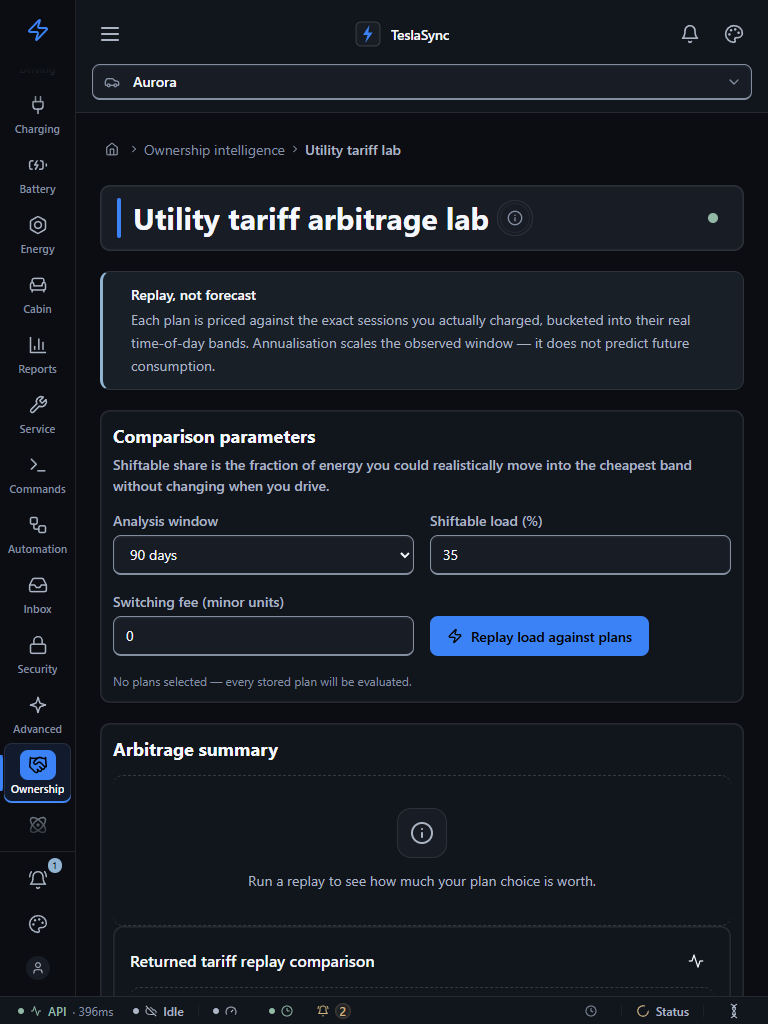 TeslaSync
Aurora
Driving
Charging
Battery
Energy
Cabin
Reports
Service
Commands
Automation
Inbox
Security
Advanced
Ownership
1
Ownership intelligence
Utility tariff lab
Utility tariff arbitrage lab
Replay, not forecast
Each plan is priced against the exact sessions you actually charged, bucketed into their real
time-of-day bands. Annualisation scales the observed window — it does not predict future
consumption.
Comparison parameters
Shiftable share is the fraction of energy you could realistically move into the cheapest band
without changing when you drive.
Analysis window
Shiftable load (%)
90 days
35
Switching fee (minor units)
0
Replay load against plans
No plans selected — every stored plan will be evaluated.
Arbitrage summary
Run a replay to see how much your plan choice is worth.
Returned tariff replay comparison
API · 396ms
Idle
2
Status